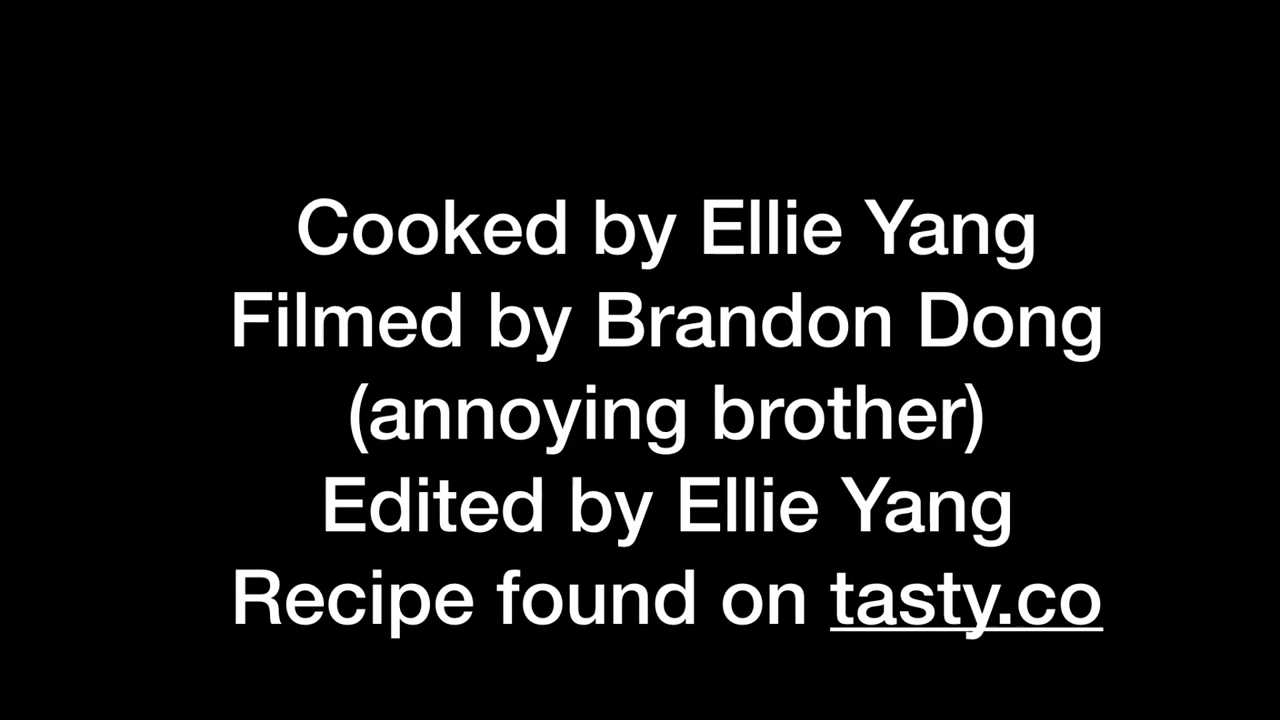 Cooked by Ellie Yang
Filmed by Brandon Dong
(annoying brother)
Edited by Ellie Yang
Recipe found on tasty.co